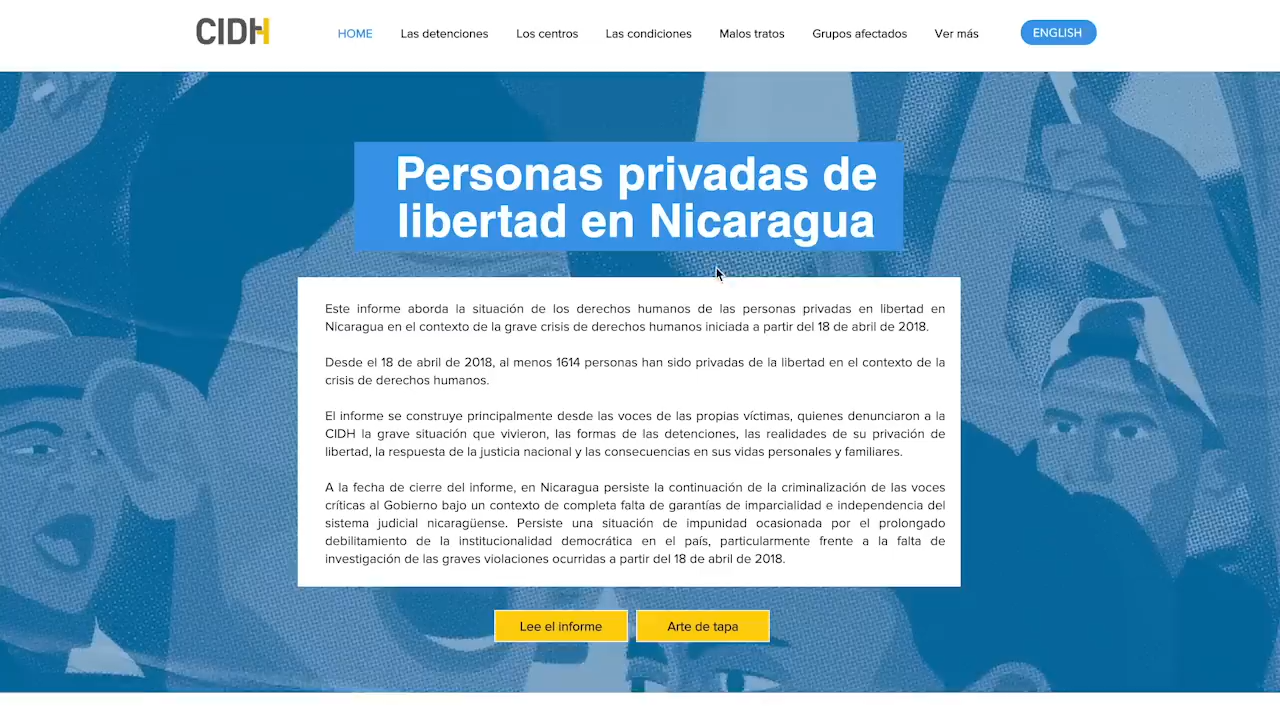 CIDH HOME Las detenciones Los centros Las condiciones Malos tratos Grupos afectados Ver más ENGLISH
Personas privadas de
libertad en Nicaragua
Este informe aborda la situación de los derechos humanos de las personas privadas en libertad en
Nicaragua en el contexto de la grave crisis de derechos humanos iniciada a partir del 18 de abril de 2018.
Desde el 18 de abril de 2018, al menos 1614 personas han sido privadas de la libertad en el contexto de la
crisis de derechos humanos.
El informe se construye principalmente desde las voces de las propias víctimas, quienes denunciaron a la
CIDH la grave situación que vivieron, las formas de las detenciones, las realidades de su privación de
libertad, la respuesta de la justicia nacional y las consecuencias en sus vidas personales y familiares.
A la fecha de cierre del informe, en Nicaragua persiste la continuación de la criminalización de las voces
críticas al Gobierno bajo un contexto de completa falta de garantías de imparcialidad e independencia del
sistema judicial nicaragüense. Persiste una situación de impunidad ocasionada por el prolongado
debilitamiento de la institucionalidad democrática en el país, particularmente frente a la falta de
investigación de las graves violaciones ocurridas a partir del 18 de abril de 2018.
Lee el informe Arte de tapa